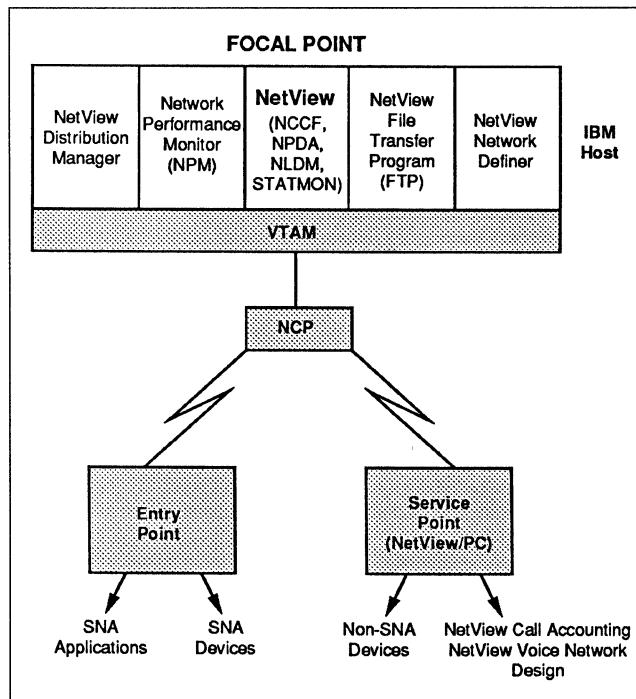 FOCAL POINT
NetView
Distribution
Manager
Network
Performance
Monitor
(NPM)
NetView
(NCCF,
NPDA,
NLDM,
STATMON)
NetView
File
Transfer
Program
(FTP)
NetView
Network
Definer
IBM
Host
VTAM
NCP
Entry
Point
Service
Point
(NetView/PC)
SNA
Applications
SNA
Devices
Non-SNA
Devices
NetView Call Accounting
NetView Voice Network
Design